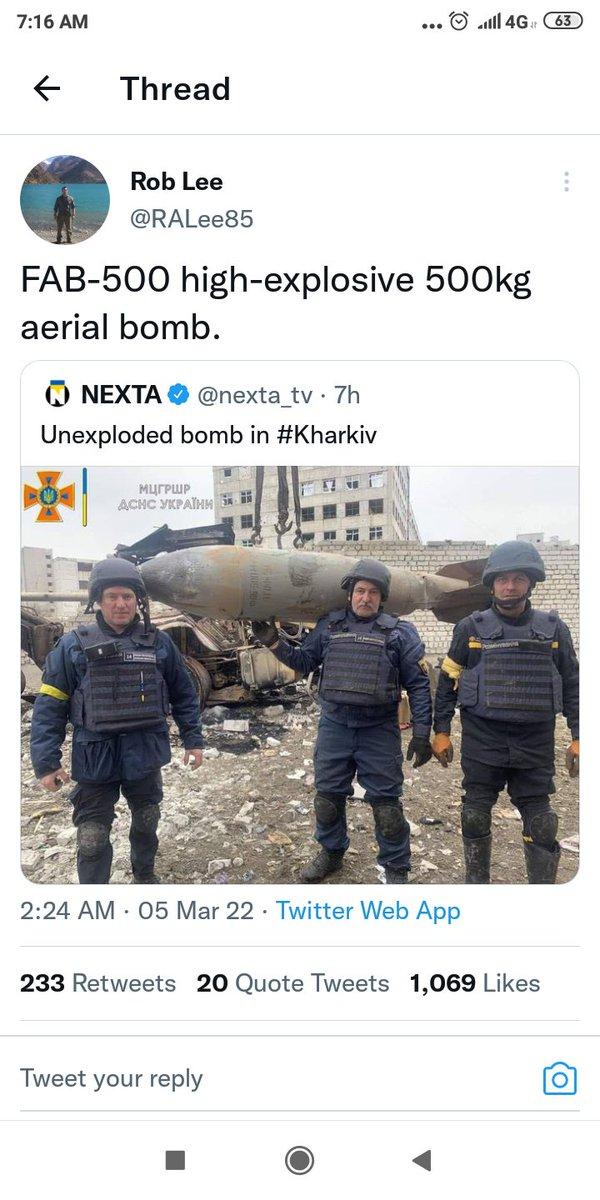 7:16 AM
4G
63
Thread
Rob Lee
@RALee85
FAB-500 high-explosive 500kg
aerial bomb.
NEXTA @nexta_tv · 7h
Unexploded bomb in #Kharkiv
МЦГРШР
ДСНС УКРАЇНИ
2:24 AM · 05 Mar 22 · Twitter Web App
233 Retweets 20 Quote Tweets 1,069 Likes
Tweet your reply